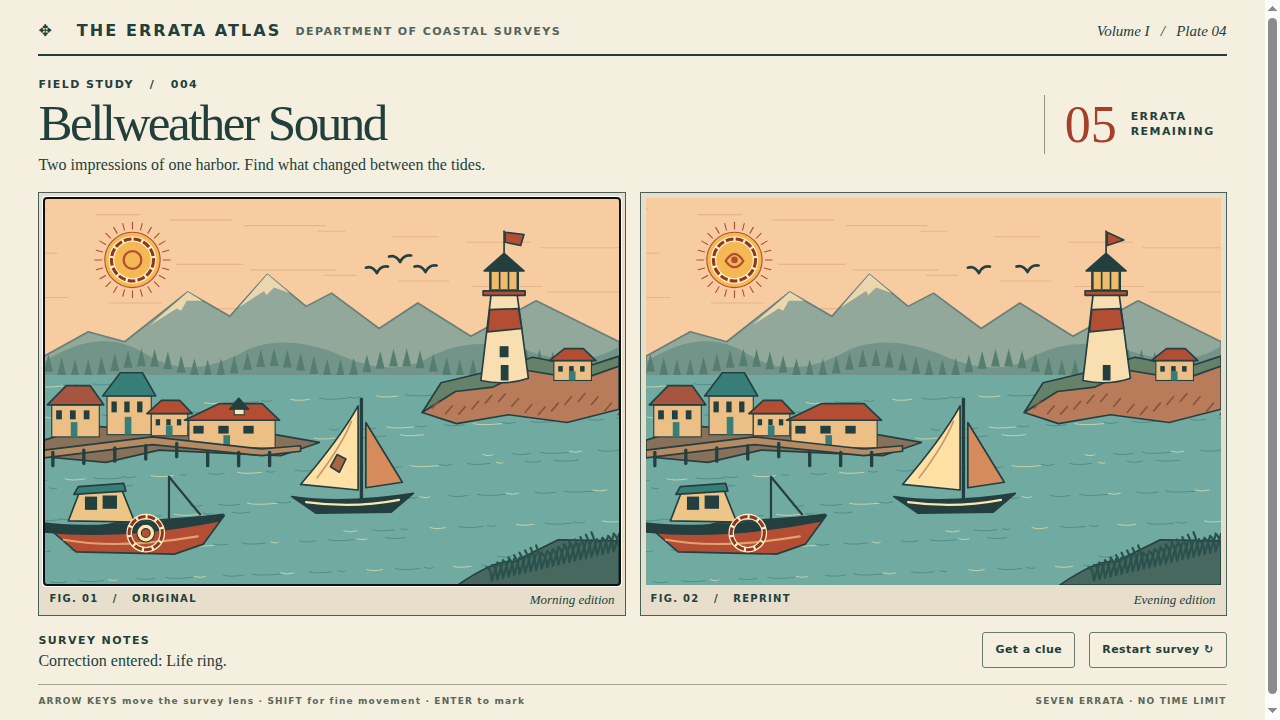 ✥ THE ERRATA ATLAS DEPARTMENT OF COASTAL SURVEYS
Volume I / Plate 04
FIELD STUDY / 004
Bellweather Sound
Two impressions of one harbor. Find what changed between the tides.
05 ERRATA
REMAINING
FIG. 01 / ORIGINAL
Morning edition
FIG. 02 / REPRINT
Evening edition
SURVEY NOTES
Correction entered: Life ring.
Get a clue
Restart survey ↻
ARROW KEYS move the survey lens · SHIFT for fine movement · ENTER to mark
SEVEN ERRATA · NO TIME LIMIT